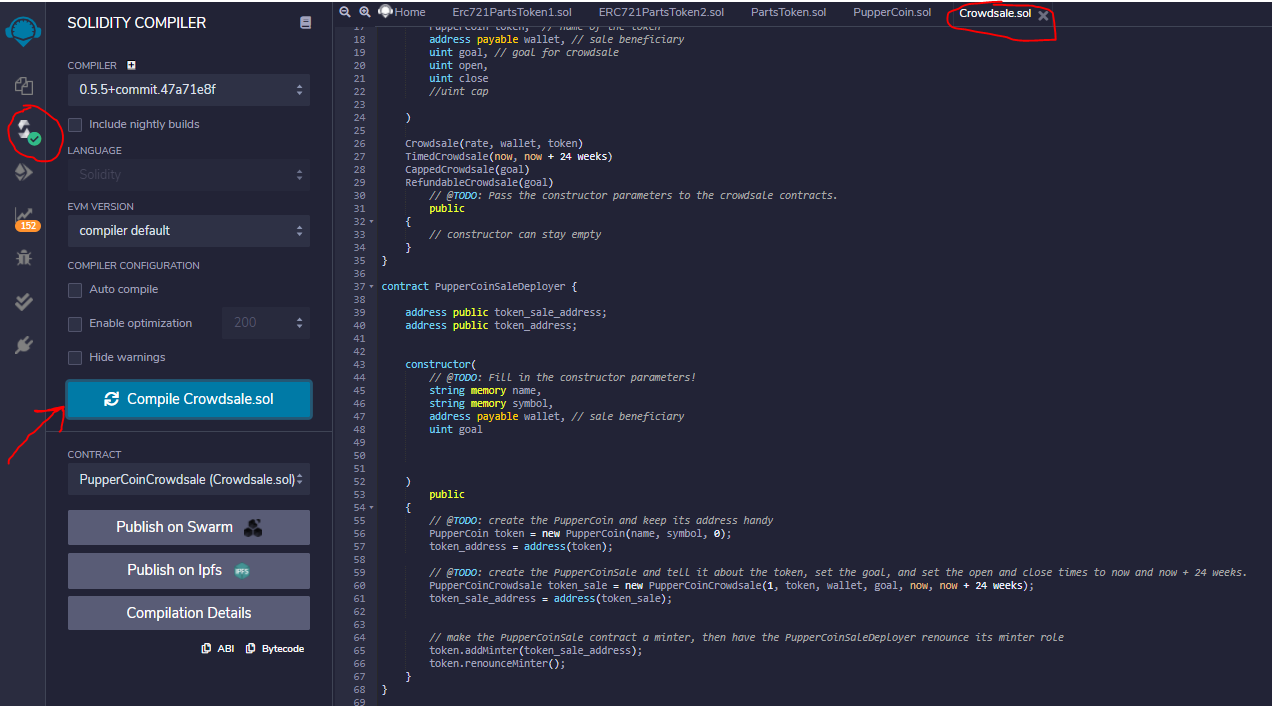 SOLIDITY COMPILER
COMPILER
0.5.5+commit.47a71e8f
Include nightly builds
LANGUAGE
Solidity
EVM VERSION
compiler default
152
COMPILER CONFIGURATION
Auto compile
Enable optimization 200
Hide warnings
Compile Crowdsale.sol
CONTRACT
PupperCoinCrowdsale (Crowdsale.sol)
Publish on Swarm
Publish on Ipfs IPFS
Compilation Details
ABI Bytecode
Home Erc721PartsToken1.sol ERC721PartsToken2.sol PartsToken.sol PupperCoin.sol Crowdsale.sol
17 PupperCoin token, // name of the token
18 address payable wallet, // sale beneficiary
19 uint goal, // goal for crowdsale
20 uint open,
21 uint close
22 //uint cap
23
24 )
25
26 Crowdsale(rate, wallet, token)
27 TimedCrowdsale(now, now + 24 weeks)
28 CappedCrowdsale(goal)
29 RefundableCrowdsale(goal)
30 // @TODO: Pass the constructor parameters to the crowdsale contracts.
31 public
32 {
33 // constructor can stay empty
34 }
35 }
36
37 contract PupperCoinSaleDeployer {
38
39 address public token_sale_address;
40 address public token_address;
41
42
43 constructor(
44 // @TODO: Fill in the constructor parameters!
45 string memory name,
46 string memory symbol,
47 address payable wallet, // sale beneficiary
48 uint goal
49
50
51
52 )
53 public
54 {
55 // @TODO: create the PupperCoin and keep its address handy
56 PupperCoin token = new PupperCoin(name, symbol, 0);
57 token_address = address(token);
58
59 // @TODO: create the PupperCoinSale and tell it about the token, set the goal, and set the open and close times to now and now + 24 weeks.
60 PupperCoinCrowdsale token_sale = new PupperCoinCrowdsale(1, token, wallet, goal, now, now + 24 weeks);
61 token_sale_address = address(token_sale);
62
63
64 // make the PupperCoinSale contract a minter, then have the PupperCoinSaleDeployer renounce its minter role
65 token.addMinter(token_sale_address);
66 token.renounceMinter();
67 }
68 }
69